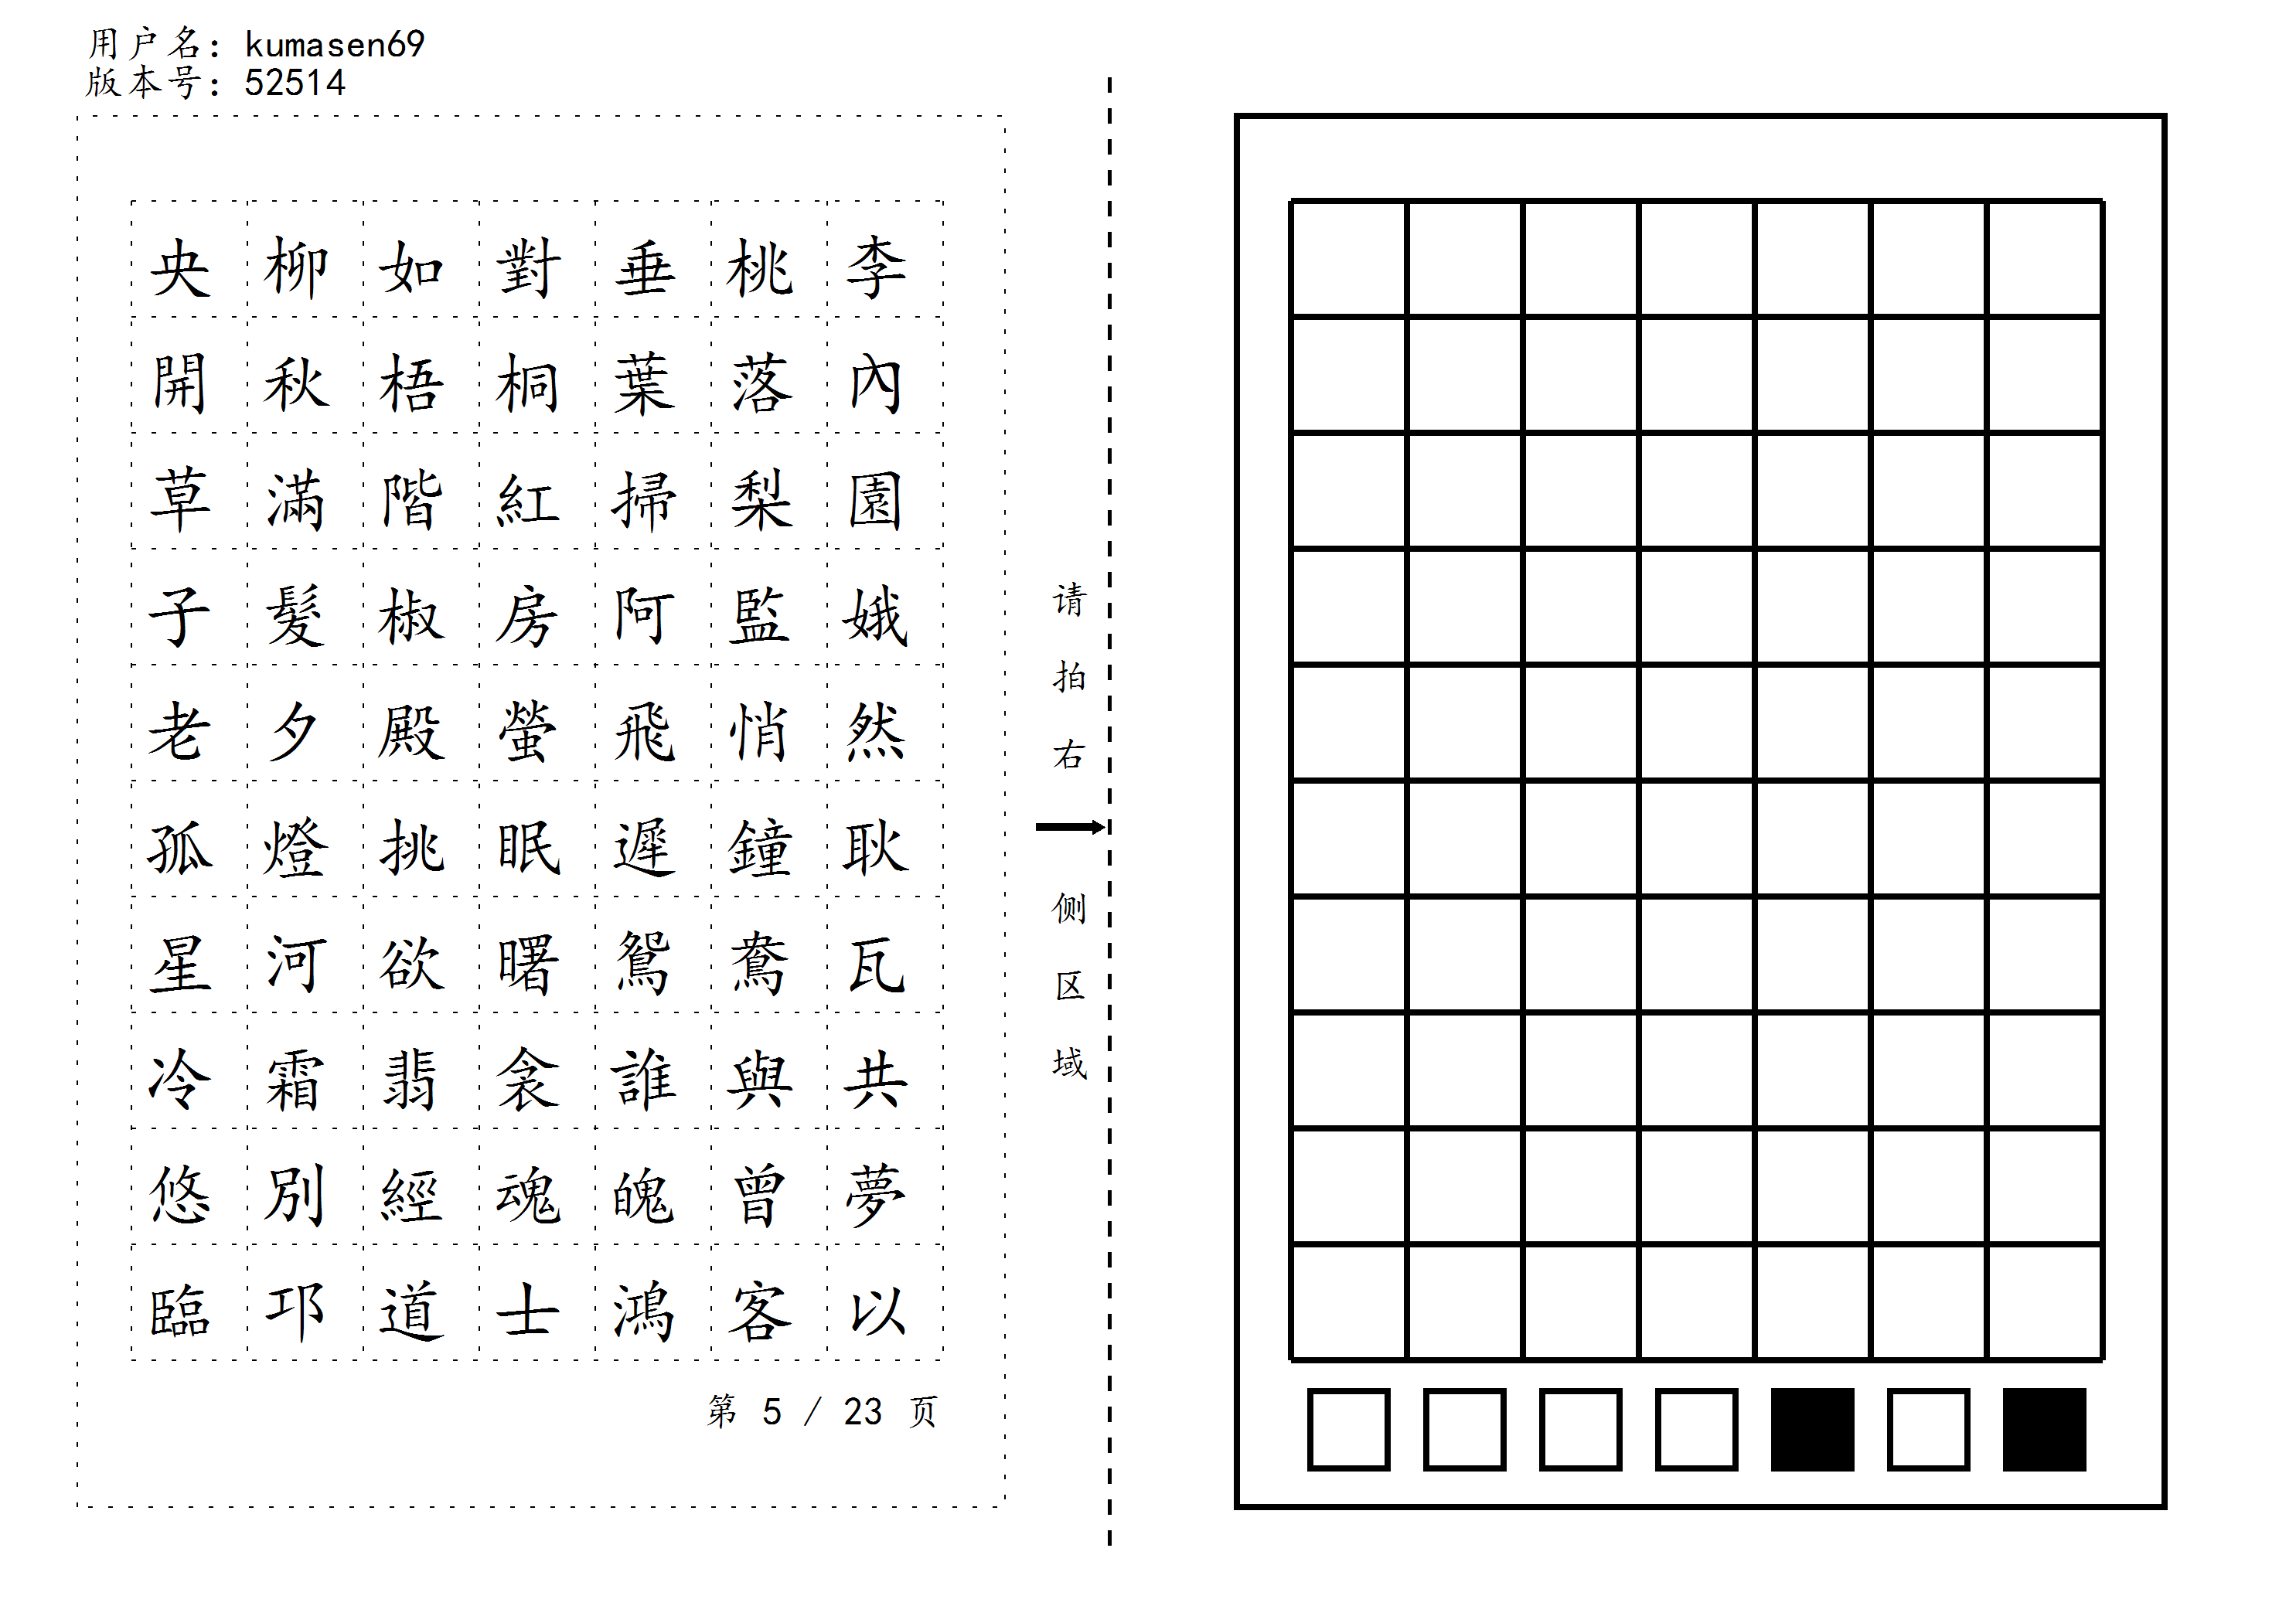 用户名: kumasen69
版本号: 52514
央柳如對垂桃李
開秋梧桐葉落內
草滿階紅掃梨園
子髮椒房阿監娥
老夕殿螢飛悄然
孤燈挑眠遲鐘耿
星河欲曙鴛鴦瓦
冷霜翡衾誰與共
悠別經魂魄曾夢
臨邛道士鴻客以
第 5 / 23 页
请拍右侧区域